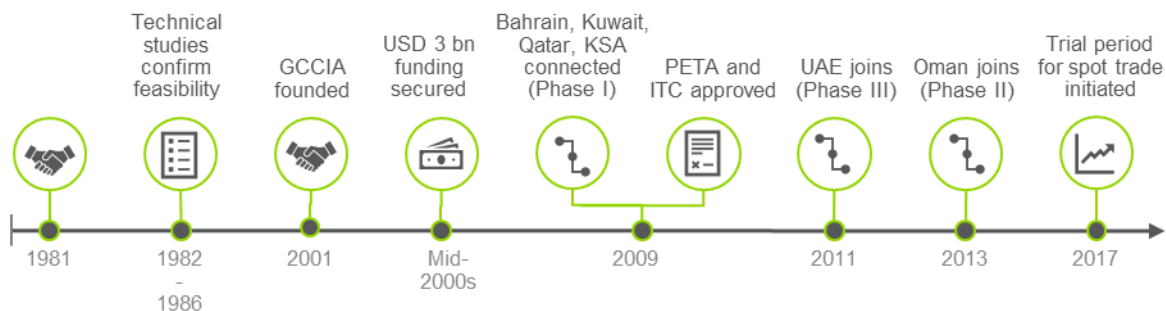 Technical
studies
confirm
feasibility
GCCIA
founded
USD 3 bn
funding
secured
Bahrain, Kuwait,
Qatar, KSA
connected
(Phase I)
PETA and
ITC approved
UAE joins
(Phase III)
Oman joins
(Phase II)
Trial period
for spot trade
initiated
1981
1982
-
1986
2001
Mid-
2000s
2009
2011
2013
2017